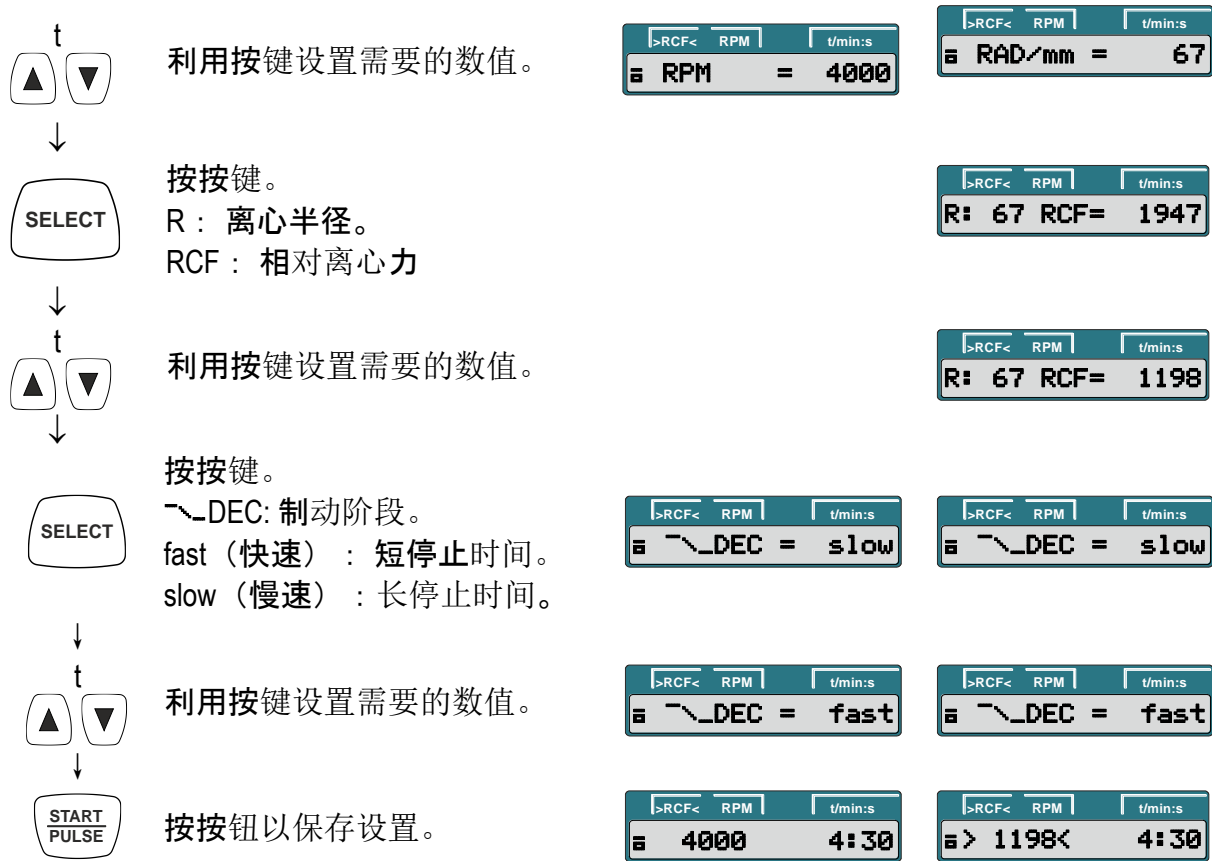 t
利用按键设置需要的数值。
>RCF< RPM t/min:s
RPM = 4000
>RCF< RPM t/min:s
RAD/mm = 67
↓
SELECT
按按键。
R： 离心半径。
RCF： 相对离心力
>RCF< RPM t/min:s
R: 67 RCF= 1947
↓
t
利用按键设置需要的数值。
>RCF< RPM t/min:s
R: 67 RCF= 1198
↓
SELECT
按按键。
DEC: 制动阶段。
fast（快速）： 短停止时间。
slow（慢速）：长停止时间。
>RCF< RPM t/min:s
DEC = slow
>RCF< RPM t/min:s
DEC = slow
↓
t
利用按键设置需要的数值。
>RCF< RPM t/min:s
DEC = fast
>RCF< RPM t/min:s
DEC = fast
↓
START
PULSE
按按钮以保存设置。
>RCF< RPM t/min:s
4000 4:30
>RCF< RPM t/min:s
> 1198< 4:30